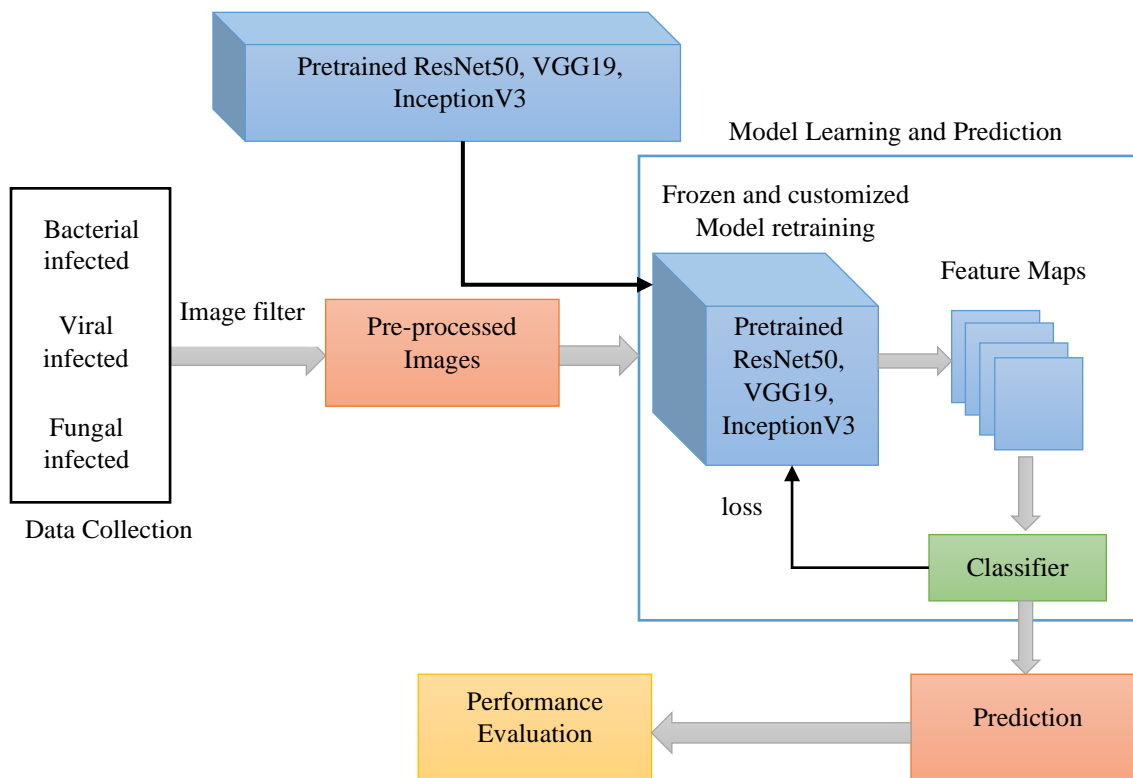 Pretrained ResNet50, VGG19,
InceptionV3
Model Learning and Prediction
Bacterial
infected
Viral
infected
Fungal
infected
Data Collection
Image filter
Pre-processed
Images
Frozen and customized
Model retraining
Pretrained
ResNet50,
VGG19,
InceptionV3
Feature Maps
loss
Classifier
Prediction
Performance
Evaluation